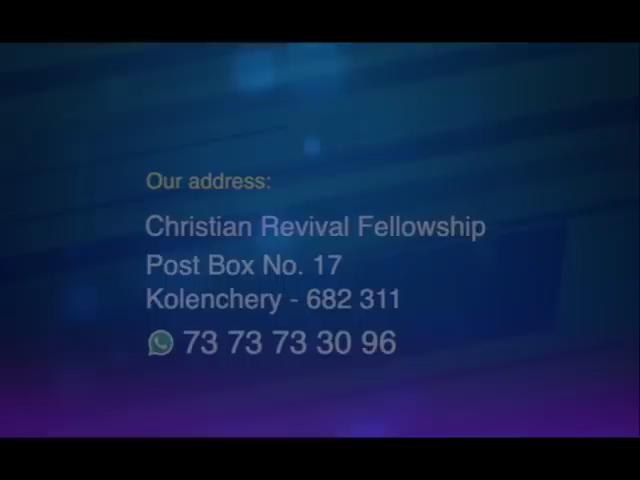 Our address:
Christian Revival Fellowship
Post Box No. 17
Kolenchery - 682 311
73 73 73 30 96